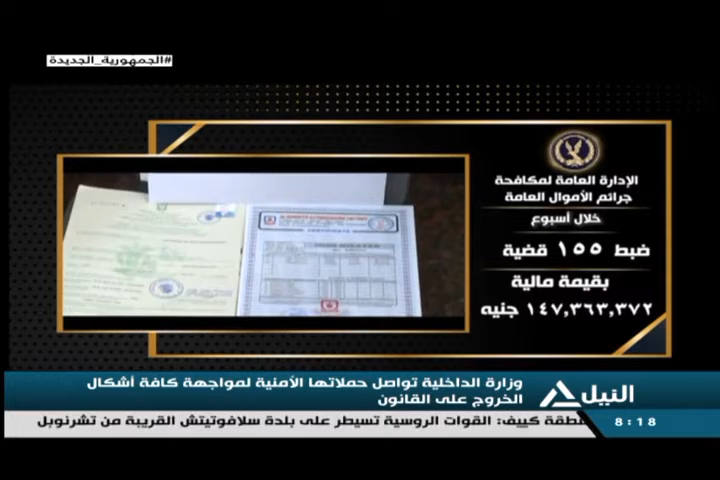 #الجمهورية_الجديدة
الإدارة العامة لمكافحة
جرائم الأموال العامة
خلال أسبوع
ضبط ١٥٥ قضية
بقيمة مالية
١٤٧,٣٦٣,٣٧٢ جنيه
CERTIFICATE
وزارة الداخلية تواصل حملاتها الأمنية لمواجهة كافة أشكال
الخروج على القانون
النيل
قطقة كييف: القوات الروسية تسيطر على بلدة سلافوتيتش القريبة من تشرنوبل
8:18